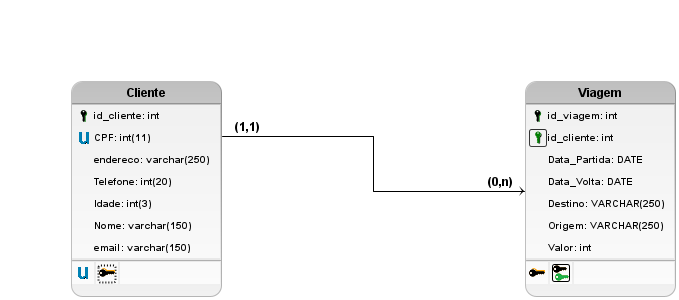 Cliente
id_cliente: int
U CPF: int(11)
endereco: varchar(250)
Telefone: int(20)
Idade: int(3)
Nome: varchar(150)
email: varchar(150)
U
(1,1)
(0,n)
Viagem
id_viagem: int
id_cliente: int
Data_Partida: DATE
Data_Volta: DATE
Destino: VARCHAR(250)
Origem: VARCHAR(250)
Valor: int